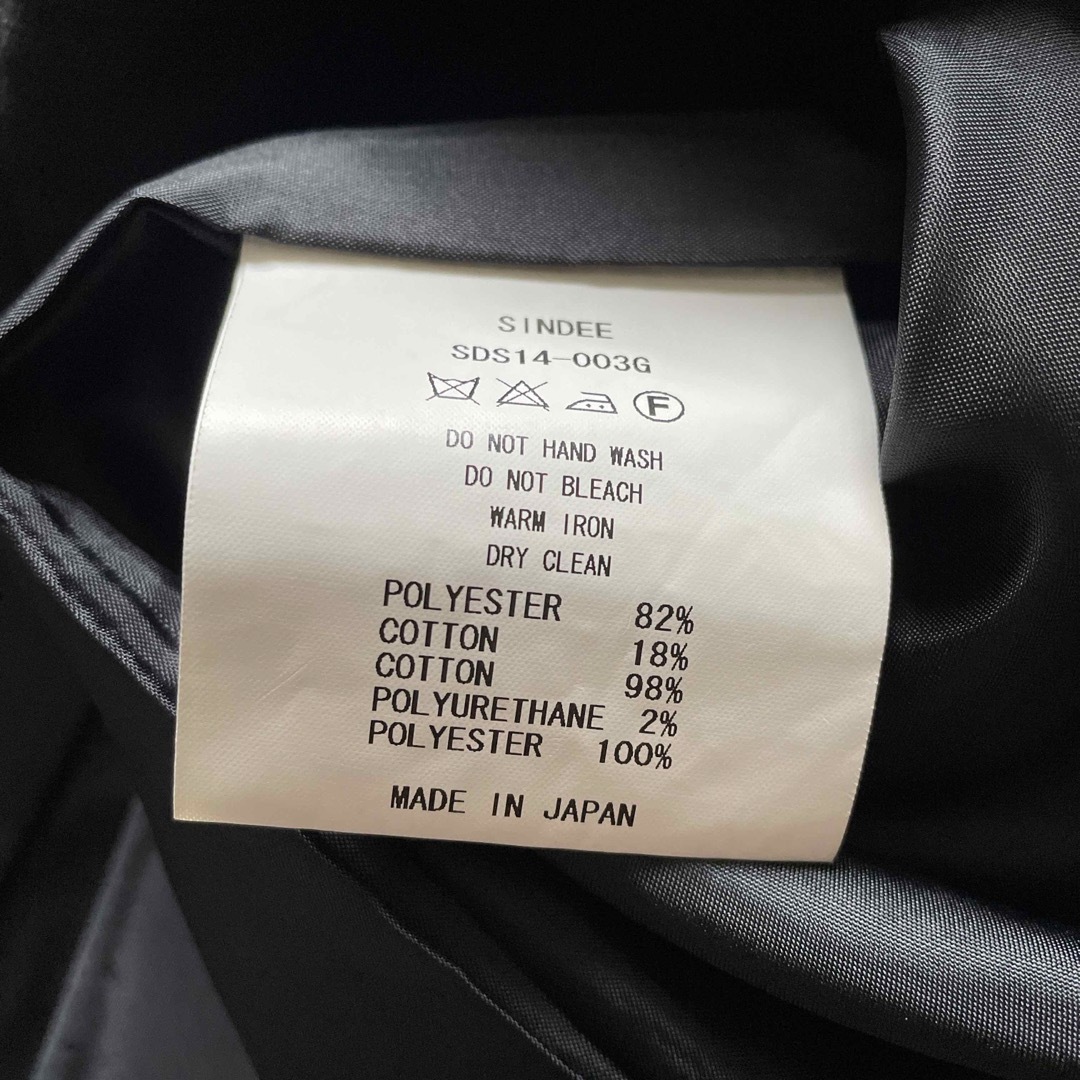 SINDEE
SDS14-003G
F
DO NOT HAND WASH
DO NOT BLEACH
WARM IRON
DRY CLEAN
POLYESTER 82%
COTTON 18%
COTTON 98%
POLYURETHANE 2%
POLYESTER 100%
MADE IN JAPAN